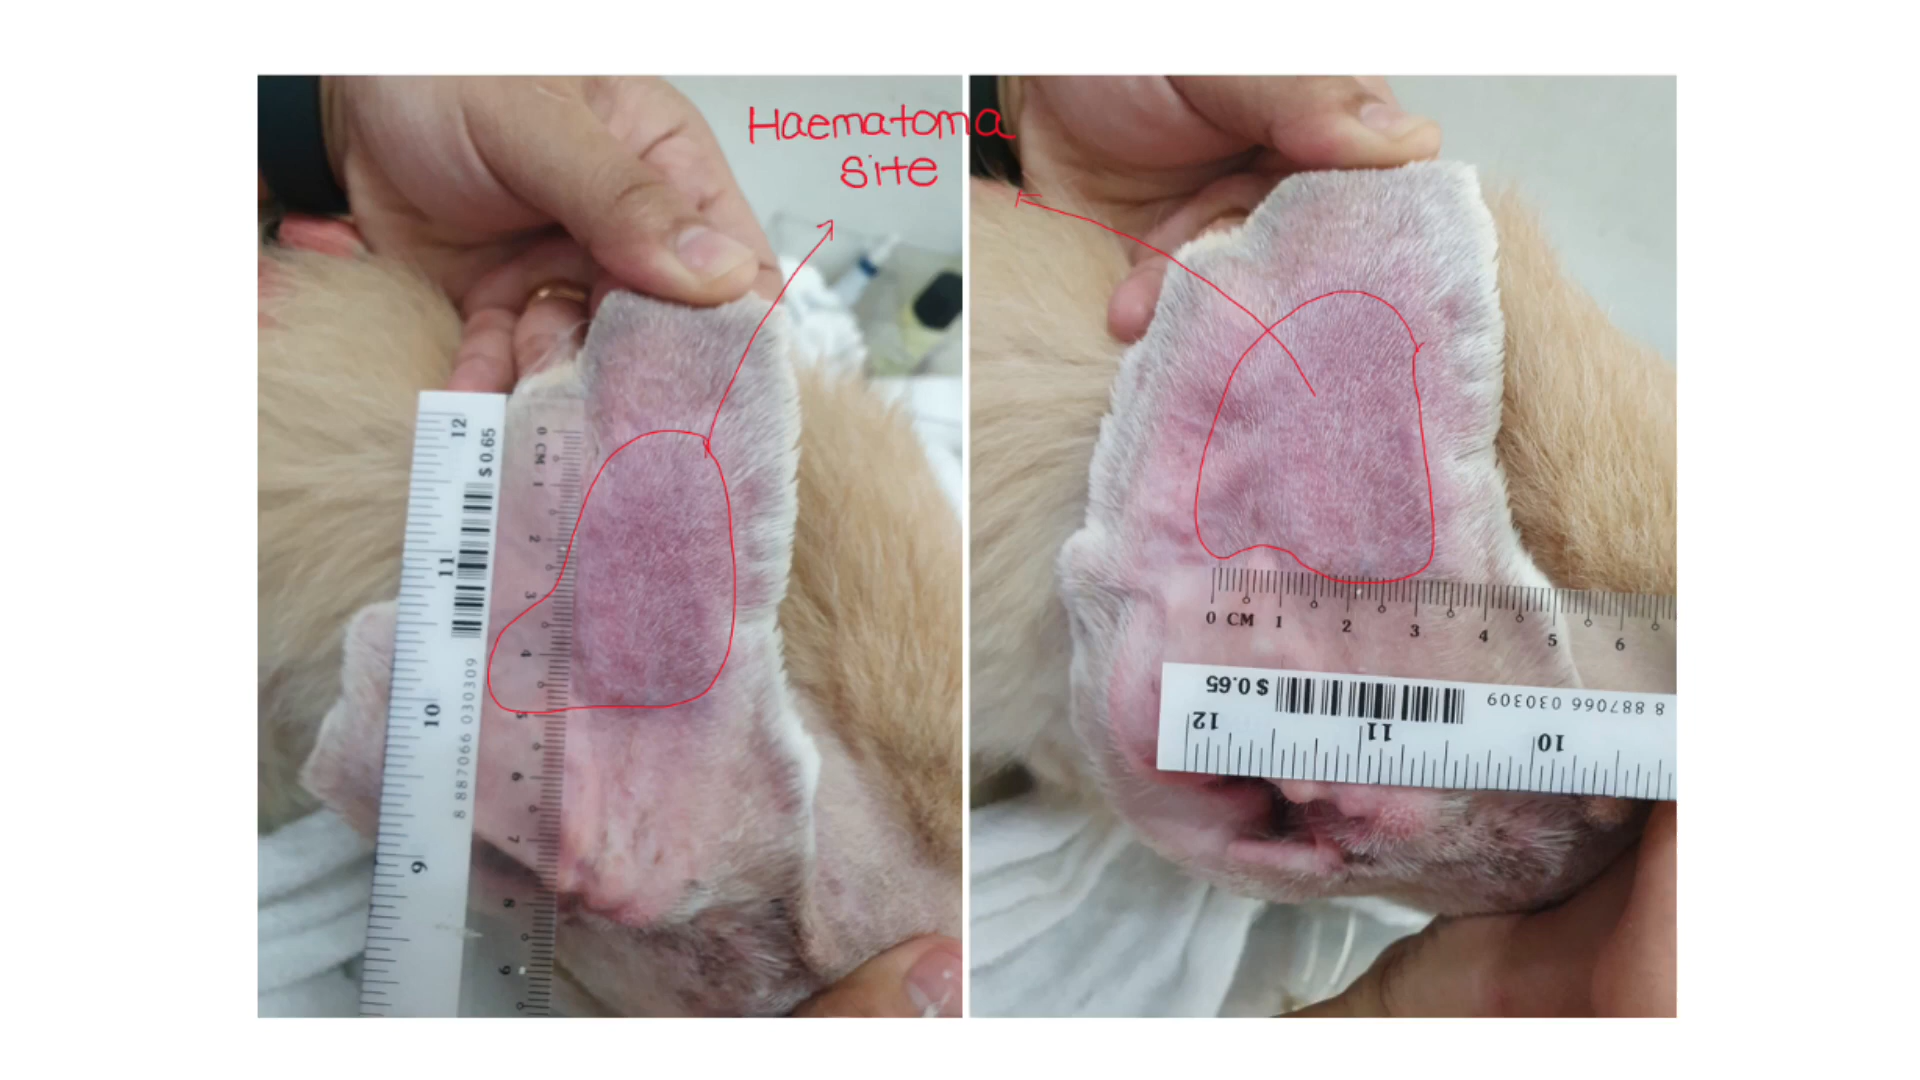 Haematoma
site
12
11
10
9
$0.65
8 887066 030309
0 CM 1 2 3 4 5 6 7 8 9
0 CM 1 2 3 4 5 6
$0.65
8 887066 030309
12 11 10